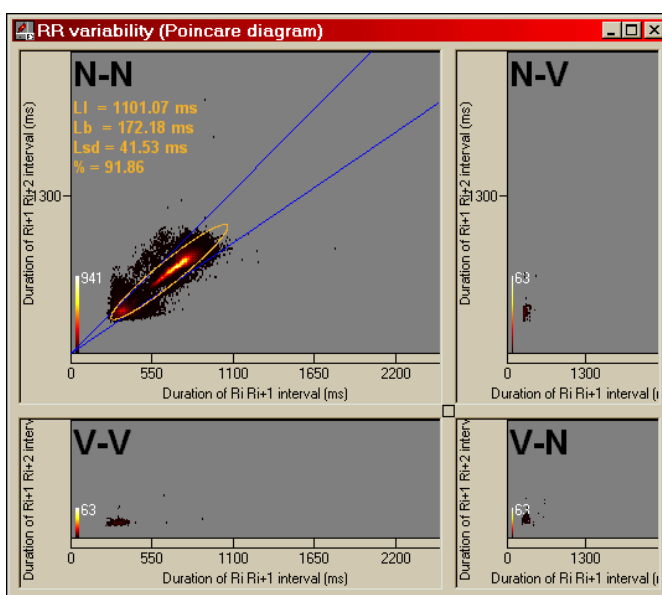 RR variability (Poincare diagram)
N-N
Ll = 1101.07 ms
Lb = 172.18 ms
Lsd = 41.53 ms
% = 91.86
Duration of Ri+1 Ri+2 interval (ms)
1300
941
0 550 1100 1650 2200
Duration of Ri Ri+1 interval (ms)
N-V
Duration of Ri+1 Ri+2 interval (ms)
1300
63
0 1300
Duration of Ri Ri+1 interval (
V-V
Duration of Ri+1 Ri+2 interv
63
0 550 1100 1650 2200
Duration of Ri Ri+1 interval (ms)
V-N
Duration of Ri+1 Ri+2 interv
63
0 1300
Duration of Ri Ri+1 interval (